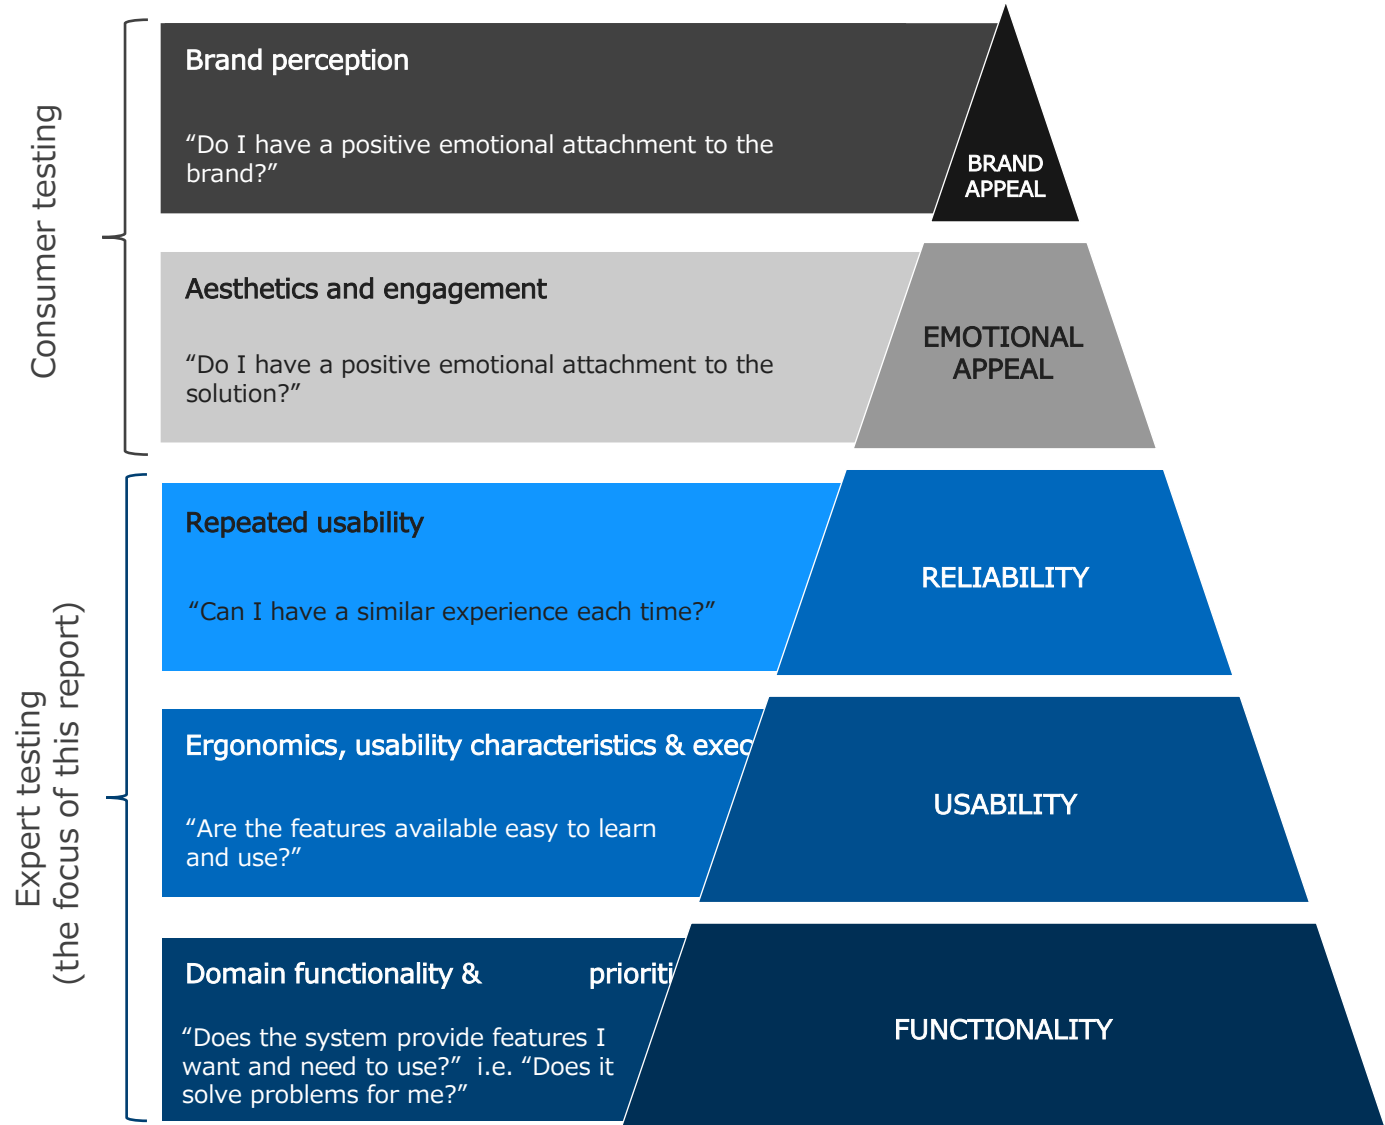 Consumer testing
Brand perception
“Do I have a positive emotional attachment to the
brand?”
BRAND
APPEAL
Aesthetics and engagement
“Do I have a positive emotional attachment to the
solution?”
EMOTIONAL
APPEAL
Expert testing
(the focus of this report)
Repeated usability
“Can I have a similar experience each time?”
RELIABILITY
Ergonomics, usability characteristics &
“Are the features available easy to learn
and use?”
USABILITY
Domain functionality &
“Does the system provide features I
want and need to use?” i.e. “Does it
solve problems for me?”
FUNCTIONALITY